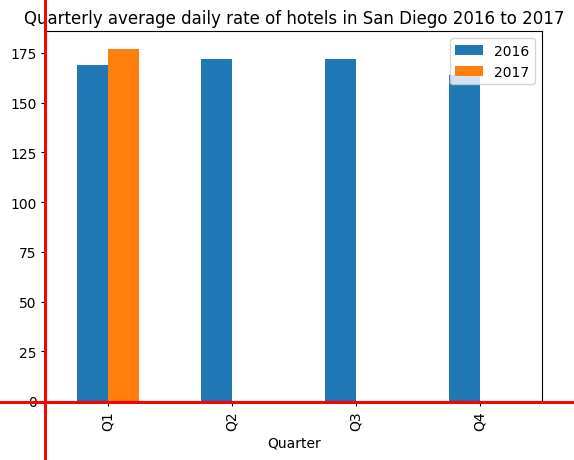 Quarterly average daily rate of hotels in San Diego 2016 to 2017
2016
2017
175
150
125
100
75
50
25
0
Q1
Q2
Q3
Q4
Quarter